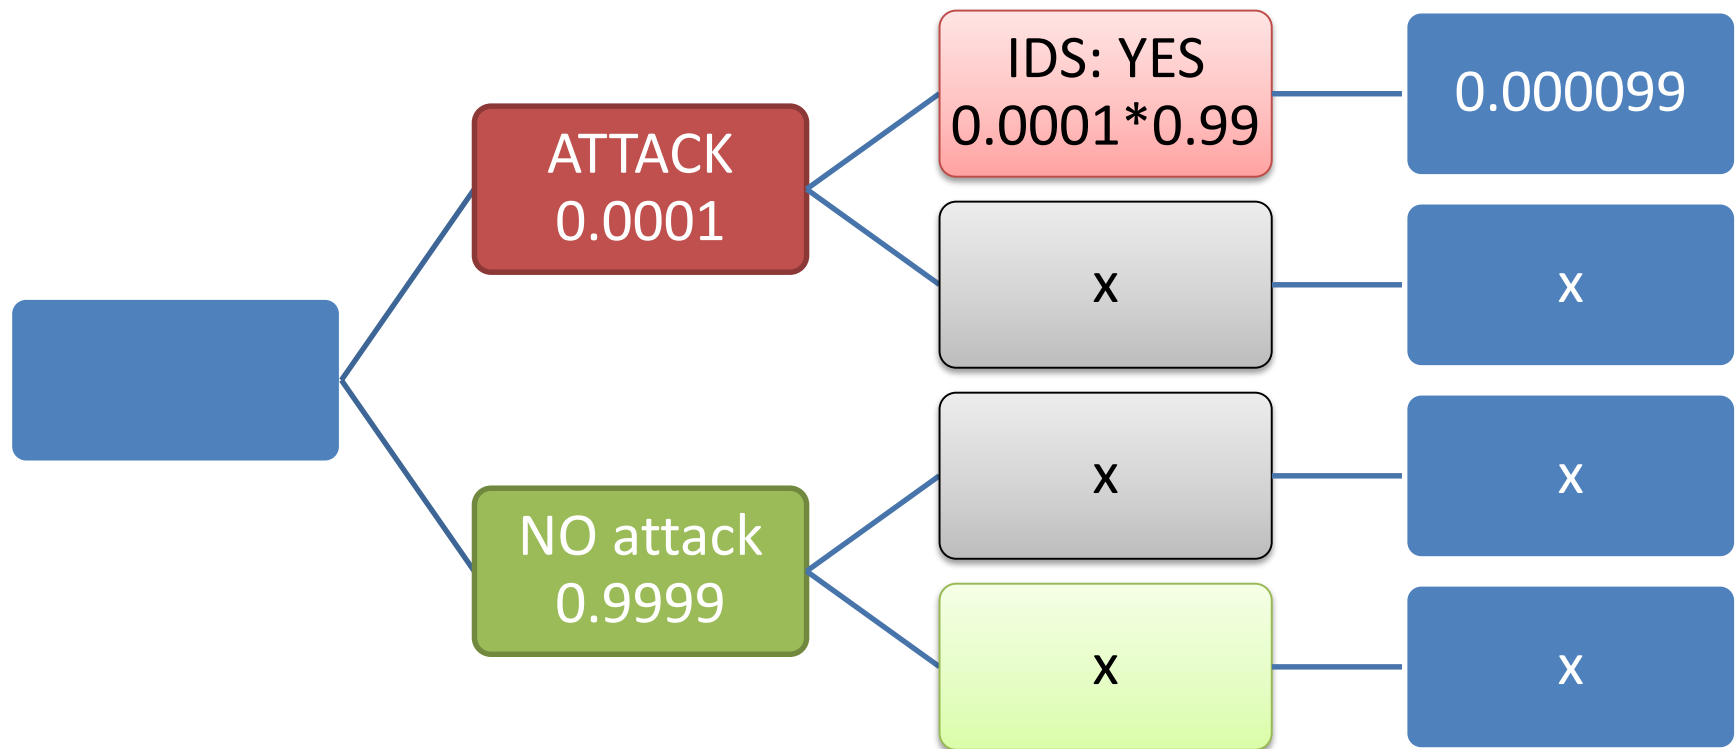 ATTACK
0.0001
NO attack
0.9999
IDS: YES
0.0001*0.99
x
x
x
0.000099
x
x
x